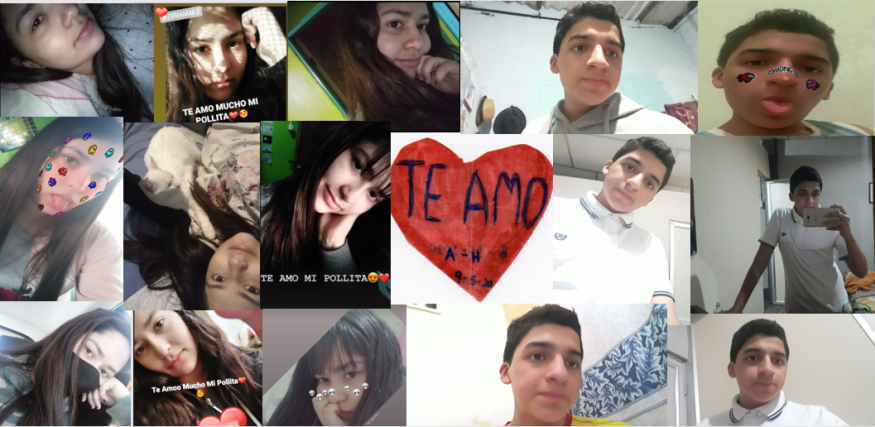 TE AMO MUCHO MI
POLLITA❤️😘
TE AMO
A = H
9-5-20
TE AMO MI POLLITA😍❤️
Te Amoo Mucho Mi Pollita❤️
😘